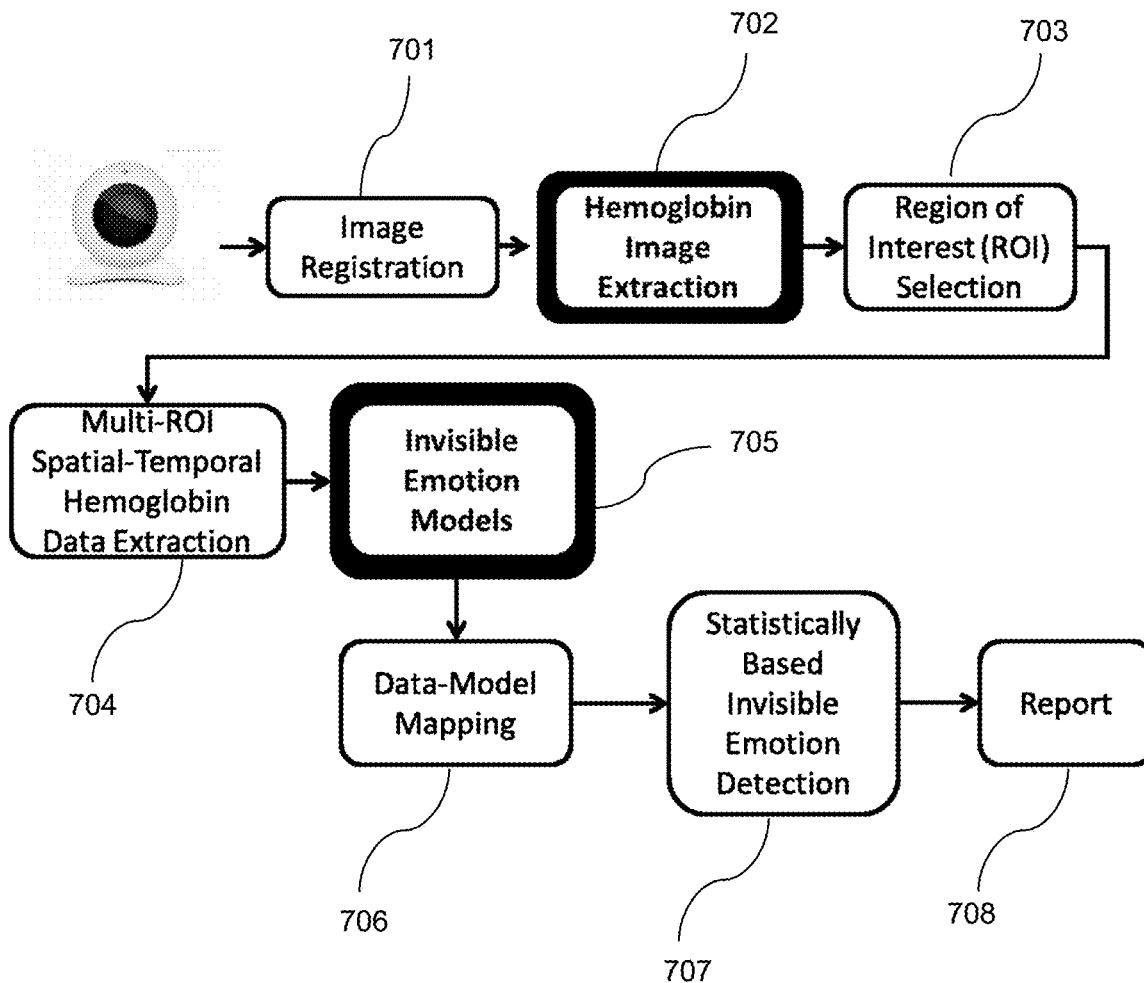 701
702
703
Image
Registration
Hemoglobin
Image
Extraction
Region of
Interest (ROI)
Selection
Multi-ROI
Spatial-Temporal
Hemoglobin
Data Extraction
Invisible
Emotion
Models
705
704
Data-Model
Mapping
Statistically
Based
Invisible
Emotion
Detection
Report
706
707
708